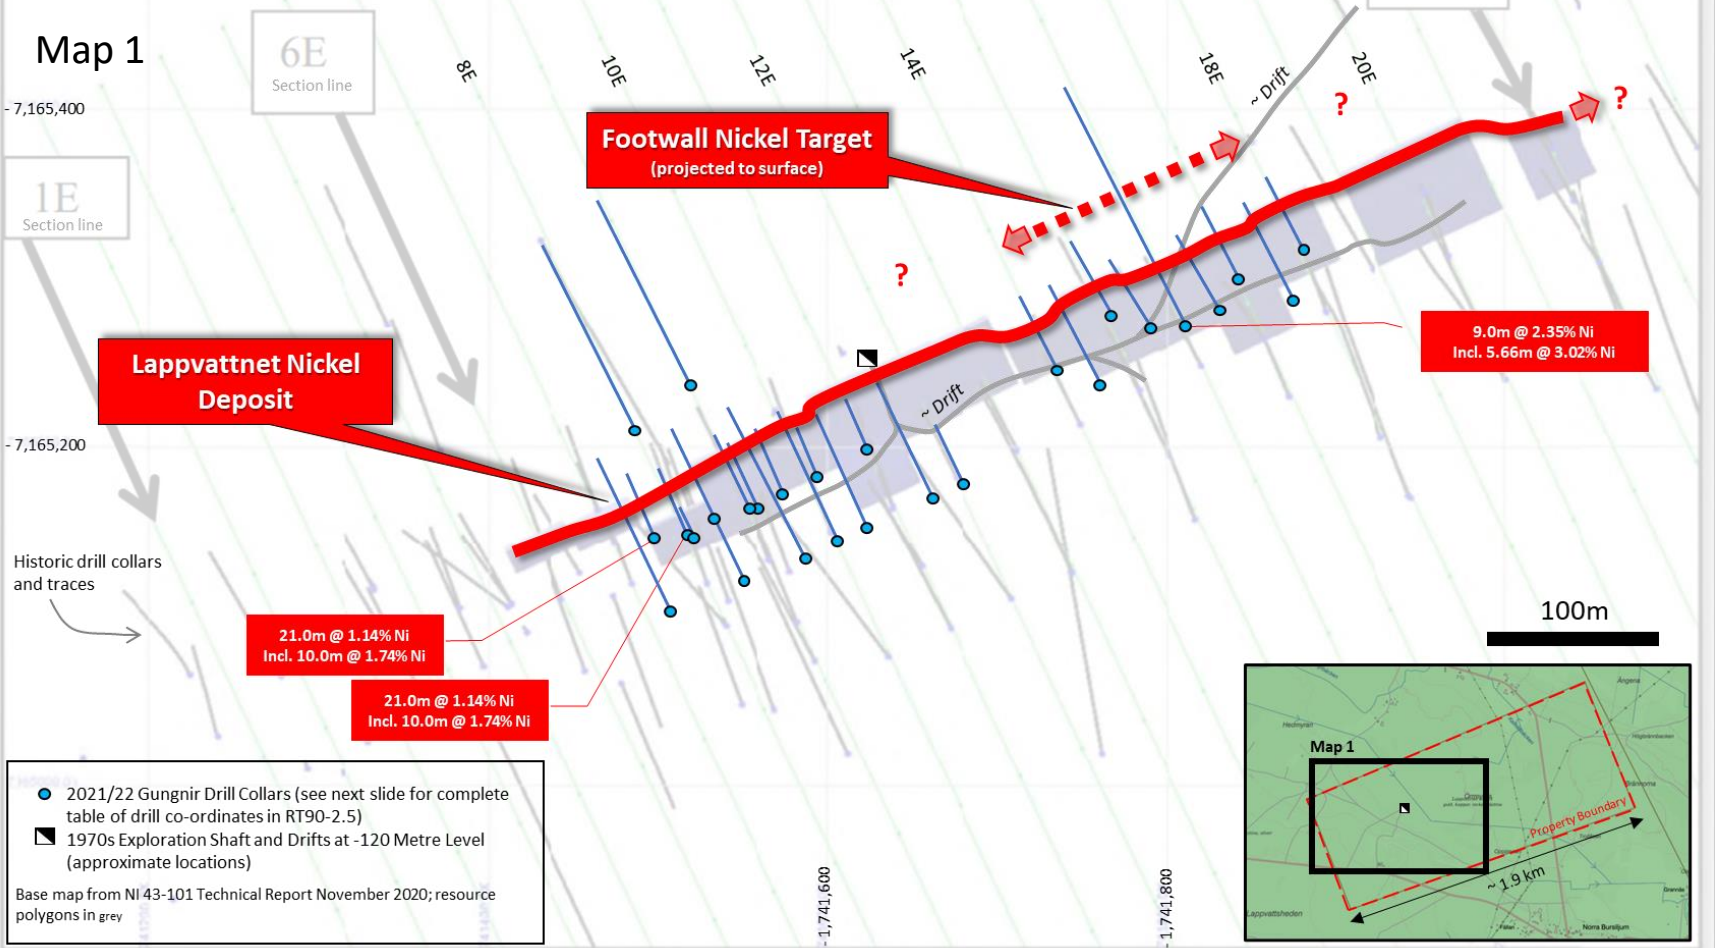 Map 1
6E
Section line
8E
10E
12E
14E
18E
20E
~ Drift
- 7,165,400
Footwall Nickel Target
(projected to surface)
?
?
?
1E
Section line
Lappvattnet Nickel
Deposit
9.0m @ 2.35% Ni
Incl. 5.66m @ 3.02% Ni
~ Drift
- 7,165,200
Historic drill collars
and traces
21.0m @ 1.14% Ni
Incl. 10.0m @ 1.74% Ni
21.0m @ 1.14% Ni
Incl. 10.0m @ 1.74% Ni
100m
2021/22 Gungnir Drill Collars (see next slide for complete
table of drill co-ordinates in RT90-2.5)
1970s Exploration Shaft and Drifts at -120 Metre Level
(approximate locations)
Base map from NI 43-101 Technical Report November 2020; resource
polygons in grey
- 1,741,600
- 1,741,800
Map 1
Property Boundary
~ 1.9 km
Lappvattsheden
Norra Bursiljum